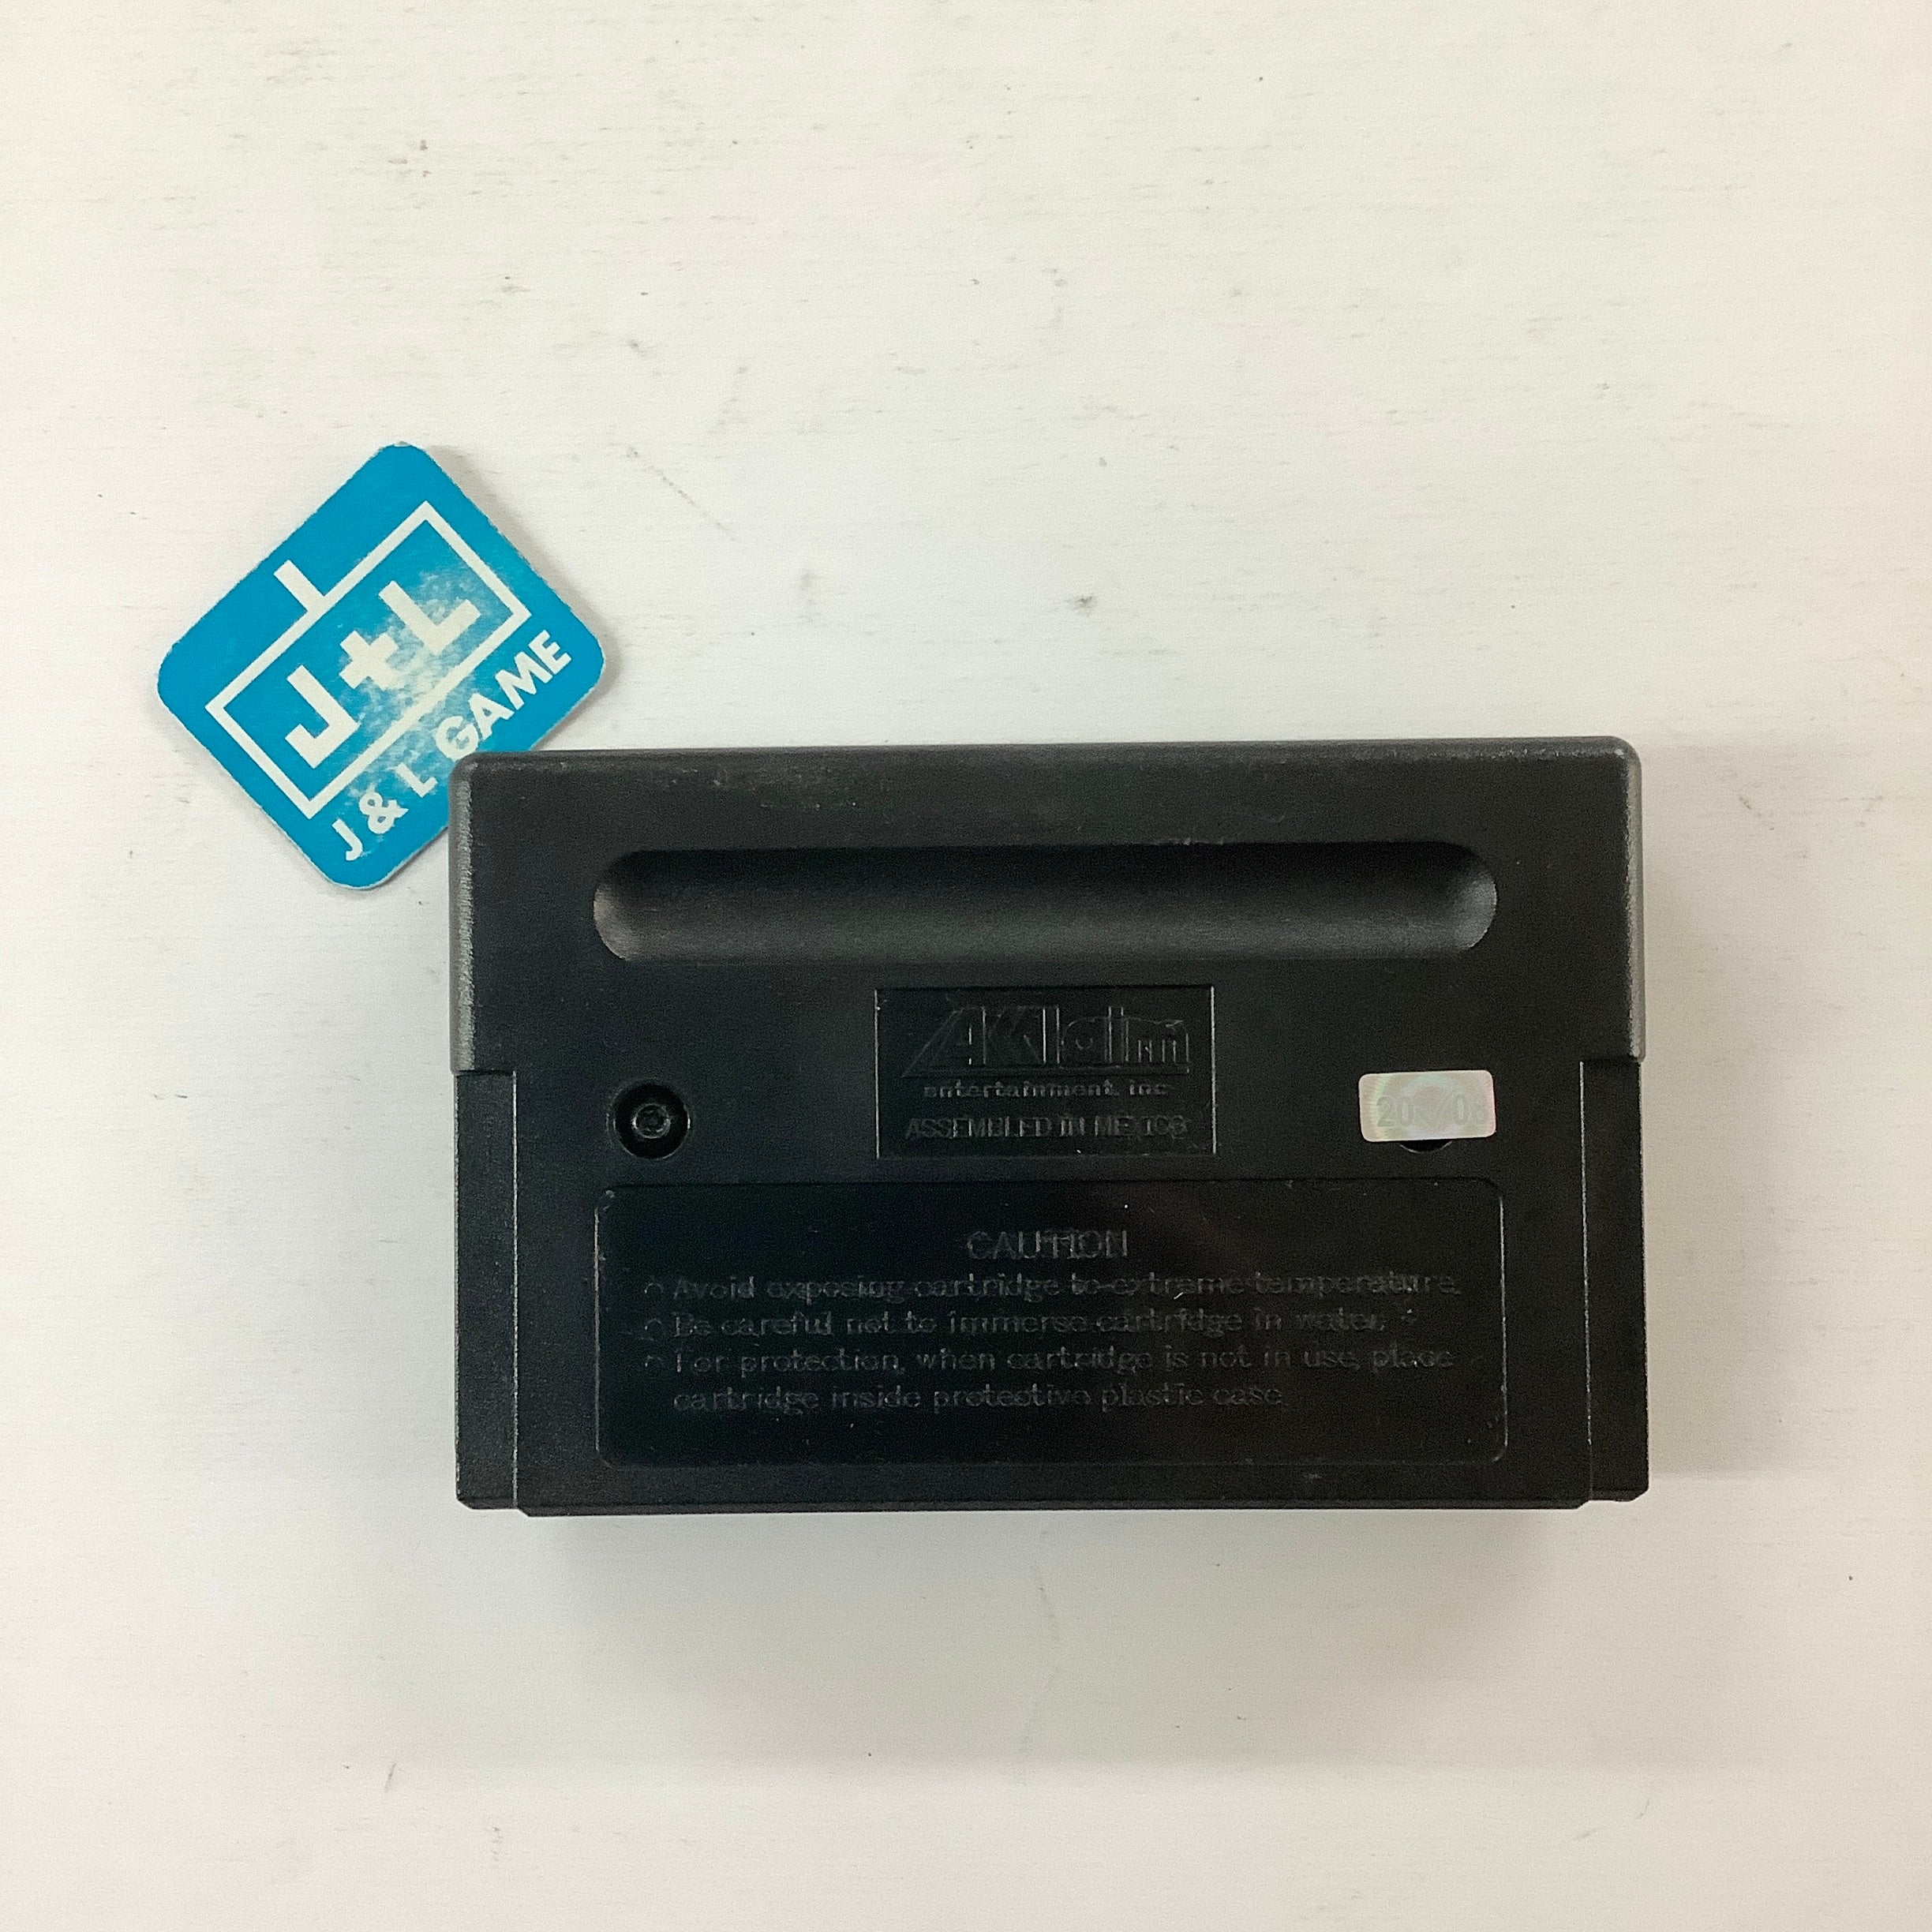 J+L
J & L GAME
AKlaim
entertainment, inc.
ASSEMBLED IN MEXICO
CAUTION
○ Avoid exposing cartridge to extreme temperature.
○ Be careful not to immerse cartridge in water.
○ For protection, when cartridge is not in use, place
cartridge inside protective plastic case.